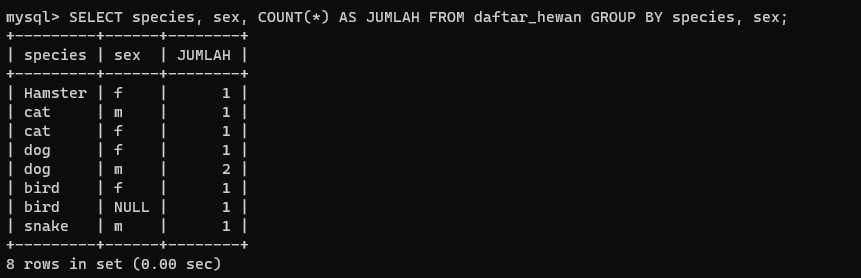 mysql> SELECT species, sex, COUNT(*) AS JUMLAH FROM daftar_hewan GROUP BY species, sex;
+---------+------+--------+
| species | sex  | JUMLAH |
+---------+------+--------+
| Hamster | f    |      1 |
| cat     | m    |      1 |
| cat     | f    |      1 |
| dog     | f    |      1 |
| dog     | m    |      2 |
| bird    | f    |      1 |
| bird    | NULL |      1 |
| snake   | m    |      1 |
+---------+------+--------+
8 rows in set (0.00 sec)